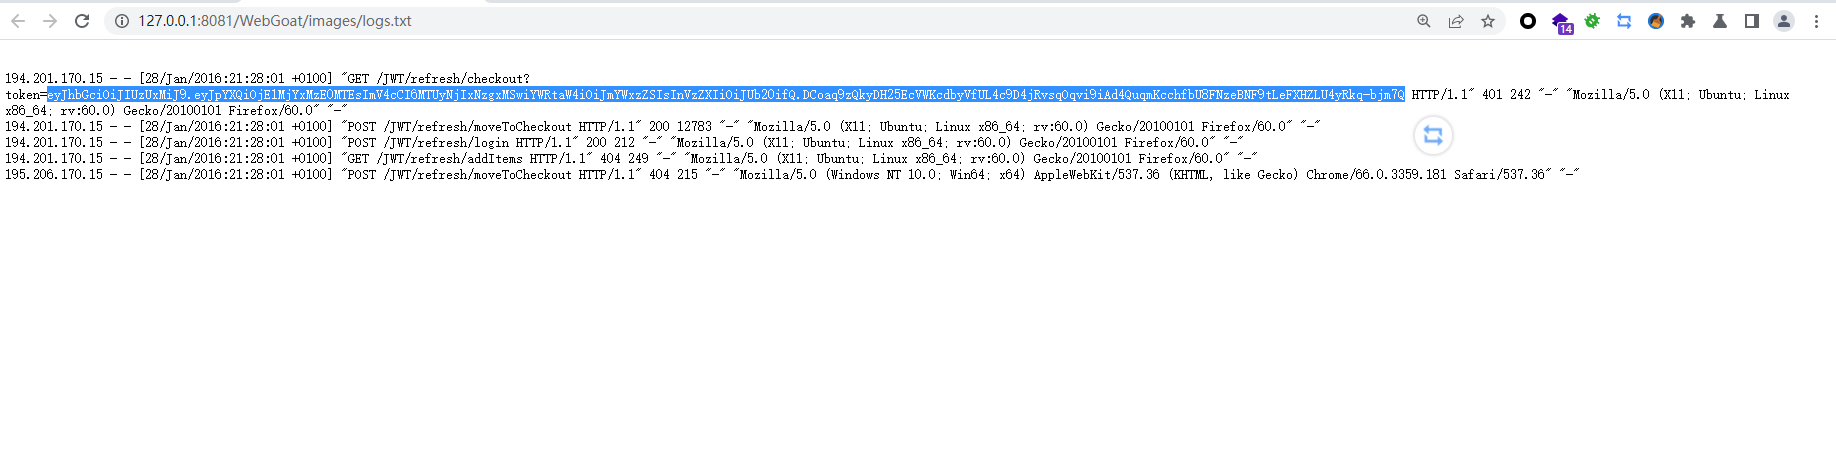 127.0.0.1:8081/WebGoat/images/logs.txt
14
194.201.170.15 - - [28/Jan/2016:21:28:01 +0100] "GET /JWT/refresh/checkout?
token=eyJhbGciOiJIUzUxMiJ9.eyJpYXQiOjE1MjYxMzE0MTEsImV4cCI6MTUyNjIxNzgxMSwiYWRtaW4iOiJmYWxzZSIsInVzZXIiOiJUb20ifQ.DCoaq9zQkyDH25EcVWKcdbyVfUL4c9D4jRvsqOqvi9iAd4QuqmKcchfbU8FNzeBNF9tLeFXHZLU4yRkq-bjm7Q HTTP/1.1" 401 242 "-" "Mozilla/5.0 (X11; Ubuntu; Linux
x86_64; rv:60.0) Gecko/20100101 Firefox/60.0" "-"
194.201.170.15 - - [28/Jan/2016:21:28:01 +0100] "POST /JWT/refresh/moveToCheckout HTTP/1.1" 200 12783 "-" "Mozilla/5.0 (X11; Ubuntu; Linux x86_64; rv:60.0) Gecko/20100101 Firefox/60.0" "-"
194.201.170.15 - - [28/Jan/2016:21:28:01 +0100] "POST /JWT/refresh/login HTTP/1.1" 200 212 "-" "Mozilla/5.0 (X11; Ubuntu; Linux x86_64; rv:60.0) Gecko/20100101 Firefox/60.0" "-"
194.201.170.15 - - [28/Jan/2016:21:28:01 +0100] "GET /JWT/refresh/addItems HTTP/1.1" 404 249 "-" "Mozilla/5.0 (X11; Ubuntu; Linux x86_64; rv:60.0) Gecko/20100101 Firefox/60.0" "-"
195.206.170.15 - - [28/Jan/2016:21:28:01 +0100] "POST /JWT/refresh/moveToCheckout HTTP/1.1" 404 215 "-" "Mozilla/5.0 (Windows NT 10.0; Win64; x64) AppleWebKit/537.36 (KHTML, like Gecko) Chrome/66.0.3359.181 Safari/537.36" "-"